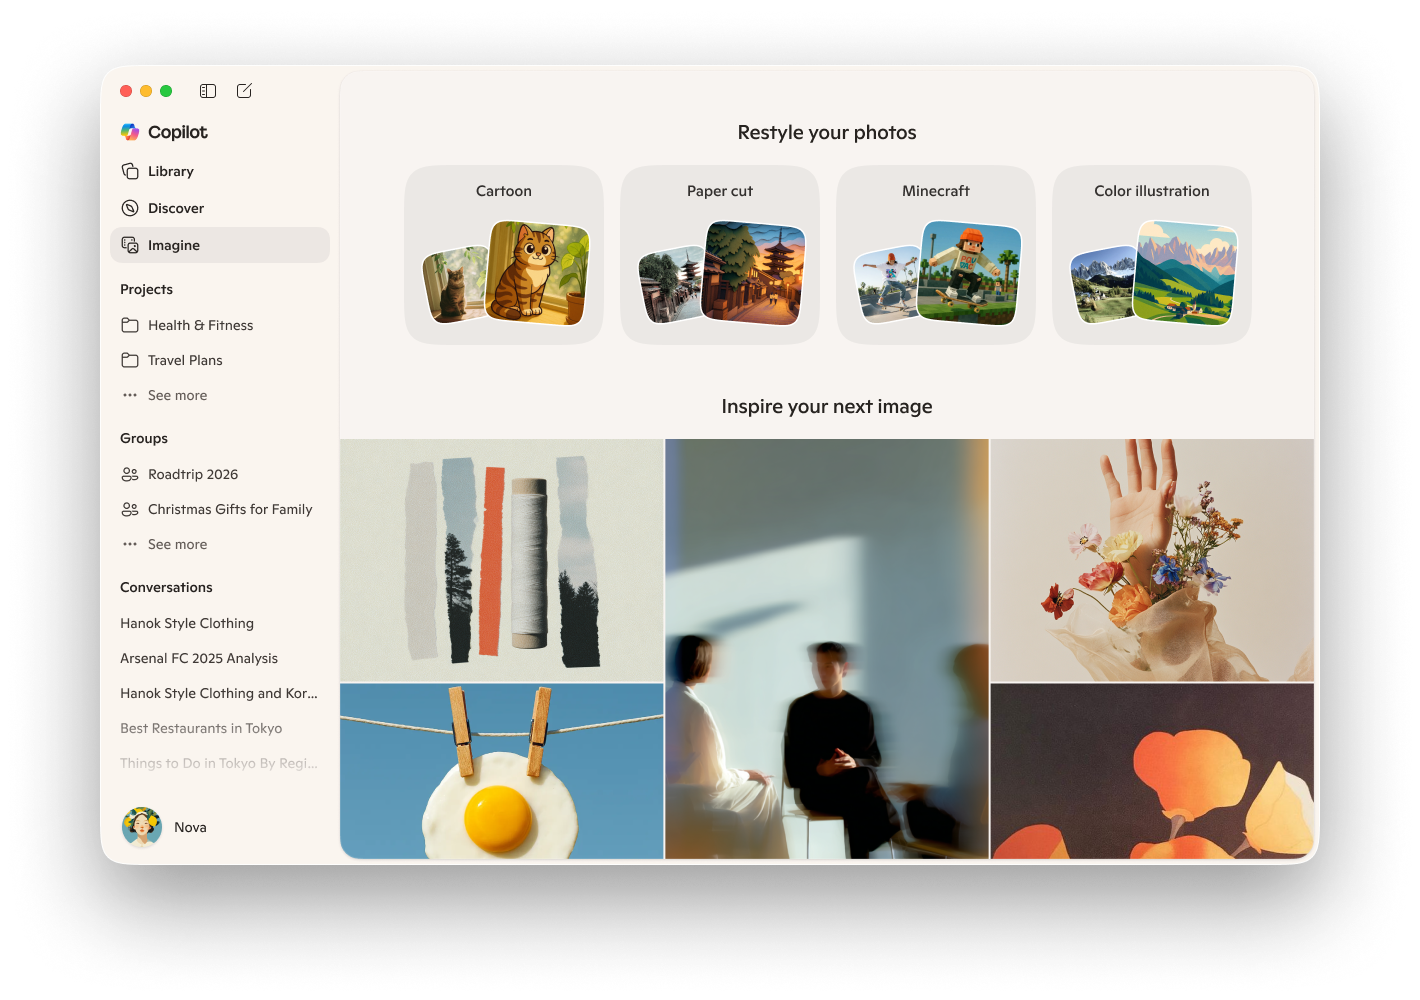 Copilot
Library
Discover
Imagine
Projects
Health & Fitness
Travel Plans
See more
Groups
Roadtrip 2026
Christmas Gifts for Family
See more
Conversations
Hanok Style Clothing
Arsenal FC 2025 Analysis
Hanok Style Clothing and Kor...
Best Restaurants in Tokyo
Things to Do in Tokyo By Regi...
Nova
Restyle your photos
Cartoon
Paper cut
Minecraft
Color illustration
Inspire your next image